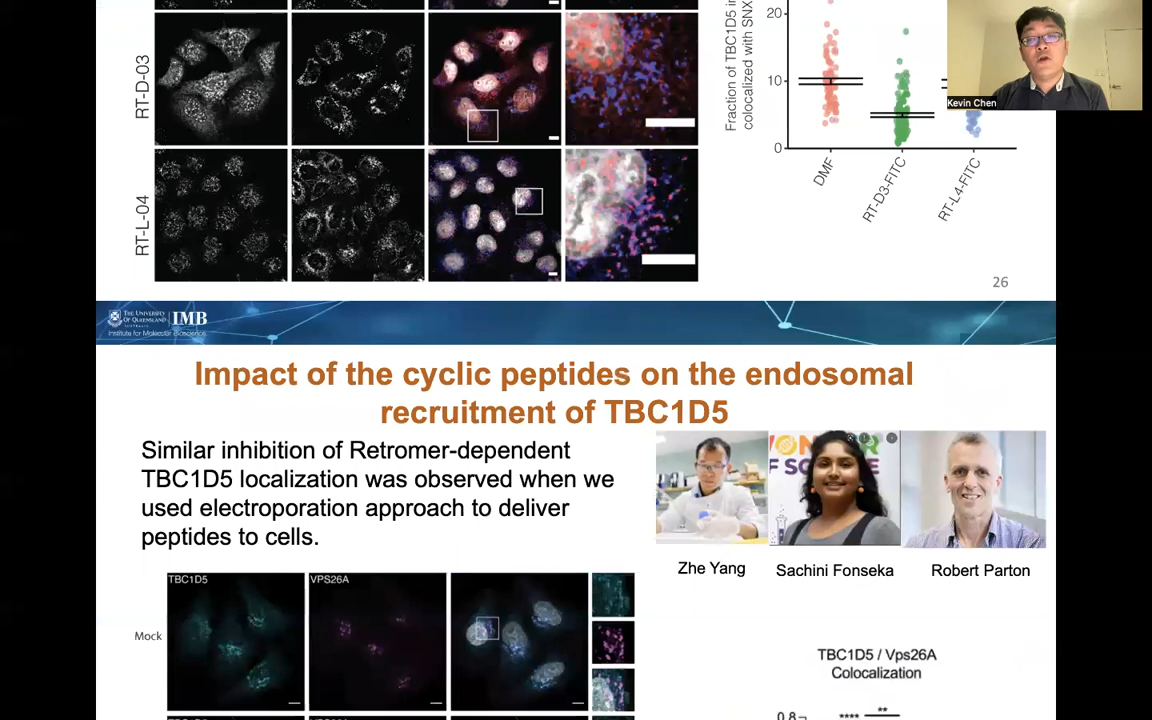 RT-D-03
RT-L-04
Fraction of TBC1D5 in
colocalized with SNX
20
10
0
DMF
RT-D3-FITC
RT-L4-FITC
Kevin Chen
26
THE UNIVERSITY
OF QUEENSLAND
AUSTRALIA
IMB
Institute for Molecular Bioscience
Impact of the cyclic peptides on the endosomal
recruitment of TBC1D5
Similar inhibition of Retromer-dependent
TBC1D5 localization was observed when we
used electroporation approach to deliver
peptides to cells.
Zhe Yang
Sachini Fonseka
Robert Parton
TBC1D5
VPS26A
Mock
TBC1D5 / Vps26A
Colocalization
0.8
****
**